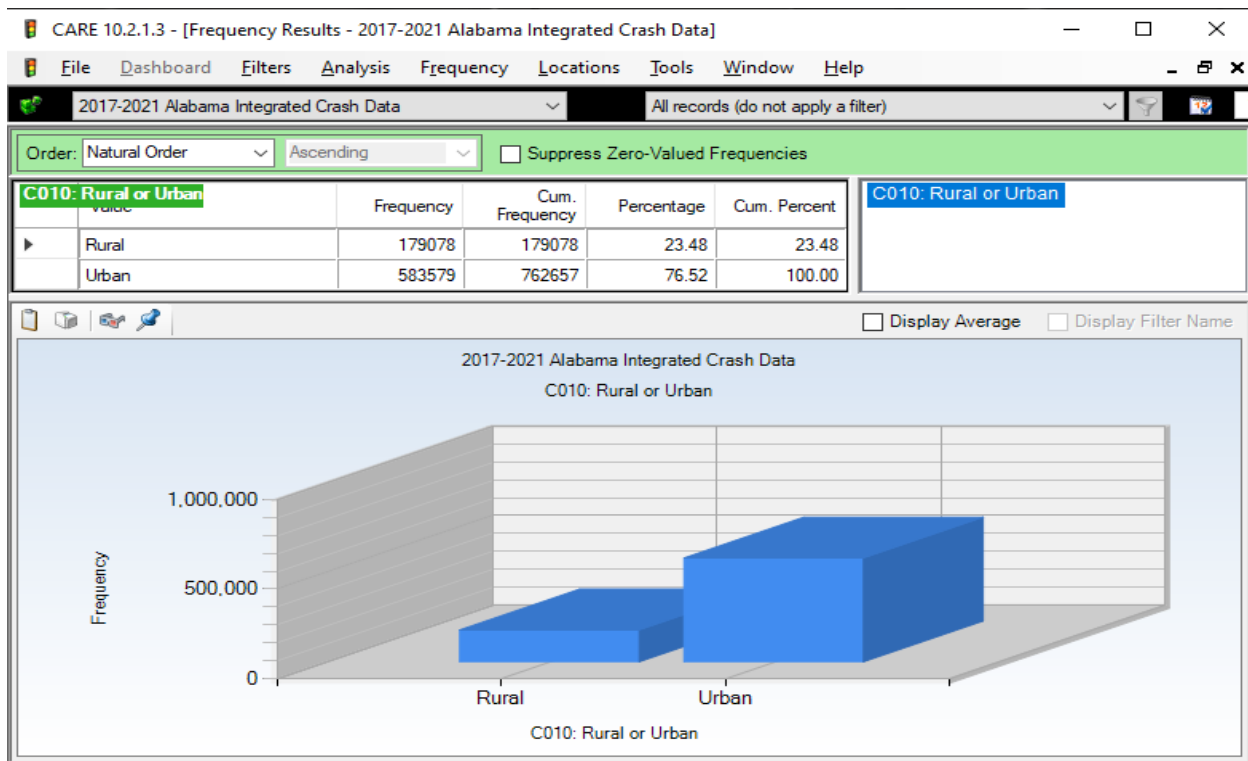 CARE 10.2.1.3 - [Frequency Results - 2017-2021 Alabama Integrated Crash Data]
File Dashboard Filters Analysis Frequency Locations Tools Window Help
2017-2021 Alabama Integrated Crash Data All records (do not apply a filter)
Order: Natural Order Ascending Suppress Zero-Valued Frequencies
C010: Rural or Urban Frequency Cum. Frequency Percentage Cum. Percent C010: Rural or Urban
Rural 179078 179078 23.48 23.48
Urban 583579 762657 76.52 100.00
Display Average Display Filter Name
2017-2021 Alabama Integrated Crash Data
C010: Rural or Urban
1,000,000
500,000
0
Frequency
Rural Urban
C010: Rural or Urban